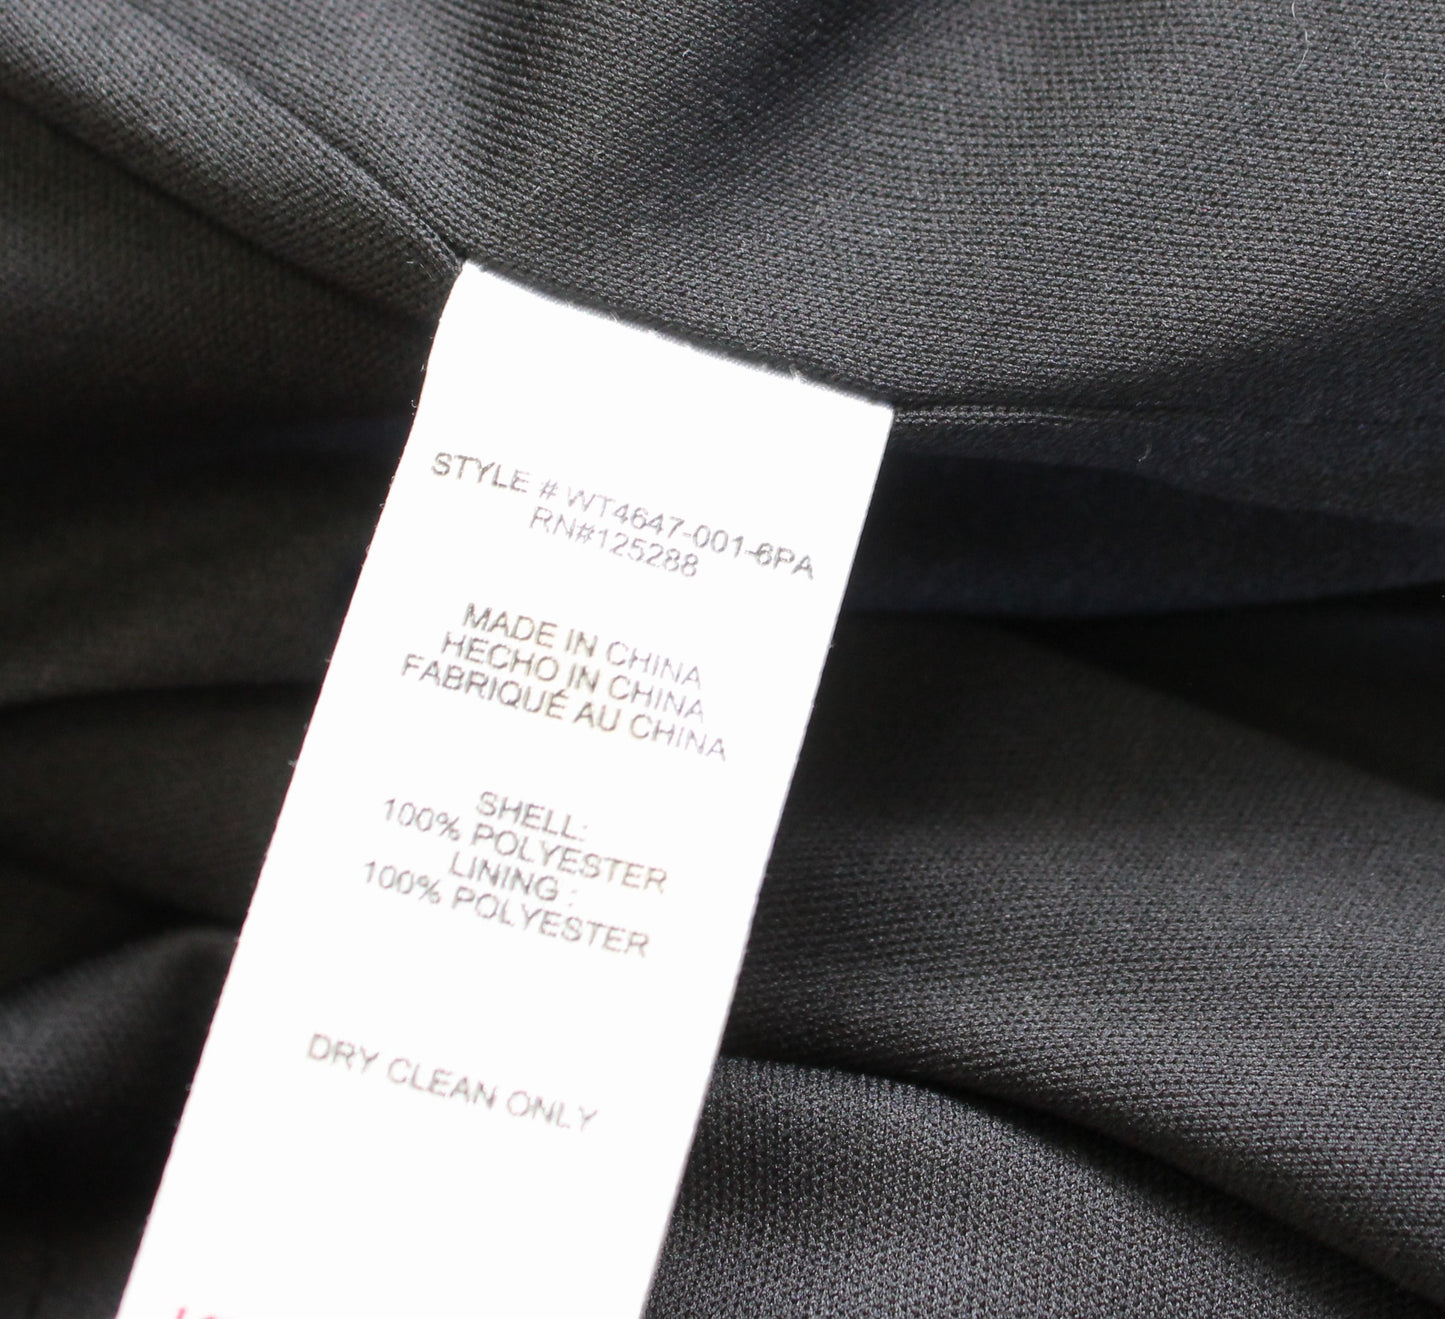 STYLE # WT4647-001-6PA
RN#125288
MADE IN CHINA
HECHO IN CHINA
FABRIQUÉ AU CHINA
SHELL:
100% POLYESTER
LINING :
100% POLYESTER
DRY CLEAN ONLY